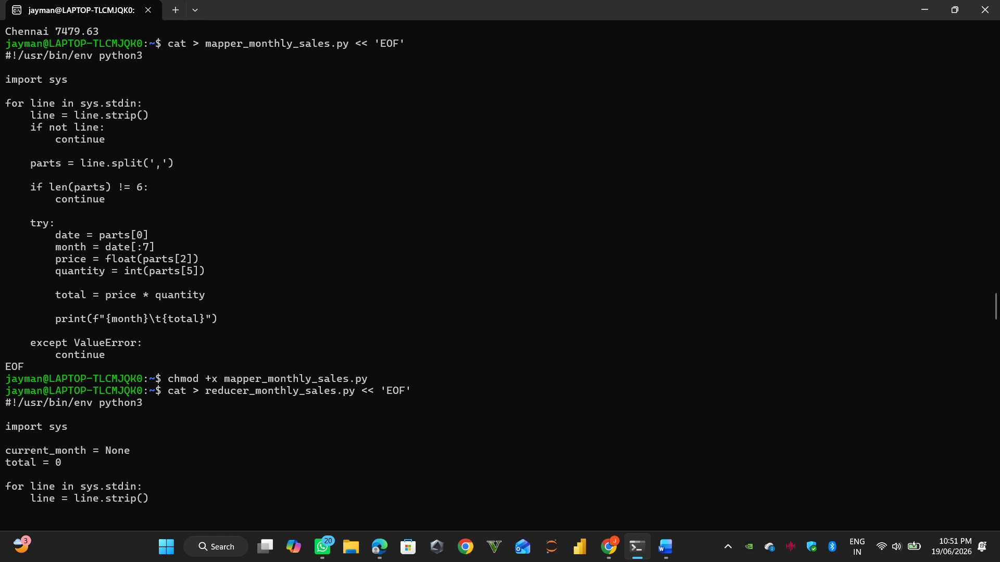 jayman@LAPTOP-TLCMJQK0:
Chennai 7479.63
jayman@LAPTOP-TLCMJQK0:~$ cat > mapper_monthly_sales.py << 'EOF'
#!/usr/bin/env python3

import sys

for line in sys.stdin:
    line = line.strip()
    if not line:
        continue

    parts = line.split(',')

    if len(parts) != 6:
        continue

    try:
        date = parts[0]
        month = date[:7]
        price = float(parts[2])
        quantity = int(parts[5])

        total = price * quantity

        print(f"{month}\t{total}")

    except ValueError:
        continue
EOF
jayman@LAPTOP-TLCMJQK0:~$ chmod +x mapper_monthly_sales.py
jayman@LAPTOP-TLCMJQK0:~$ cat > reducer_monthly_sales.py << 'EOF'
#!/usr/bin/env python3

import sys

current_month = None
total = 0

for line in sys.stdin:
    line = line.strip()
3
Search
20
J
ENG
IN
10:51 PM
19/06/2026